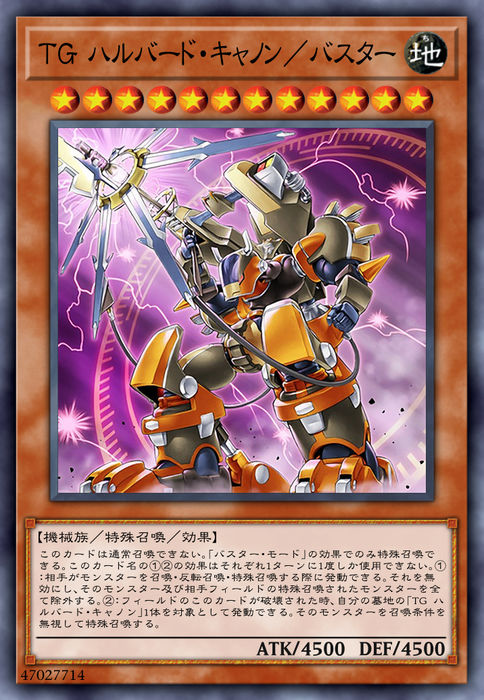 TG ハルバード・キャノン／バスター
ち
地
【機械族／特殊召喚／効果】
このカードは通常召喚できない。「バスター・モード」の効果でのみ特殊召喚で
きる。このカード名の①②の効果はそれぞれ1ターンに1度しか使用できない。①
：相手がモンスターを召喚・反転召喚・特殊召喚する際に発動できる。それを無
効にし、そのモンスター及び相手フィールドの特殊召喚されたモンスターを全
て除外する。②：フィールドのこのカードが破壊された時、自分の墓地の「TG ハ
ルバード・キャノン」1体を対象として発動できる。そのモンスターを召喚条件を
無視して特殊召喚する。
ATK/4500 DEF/4500
47027714